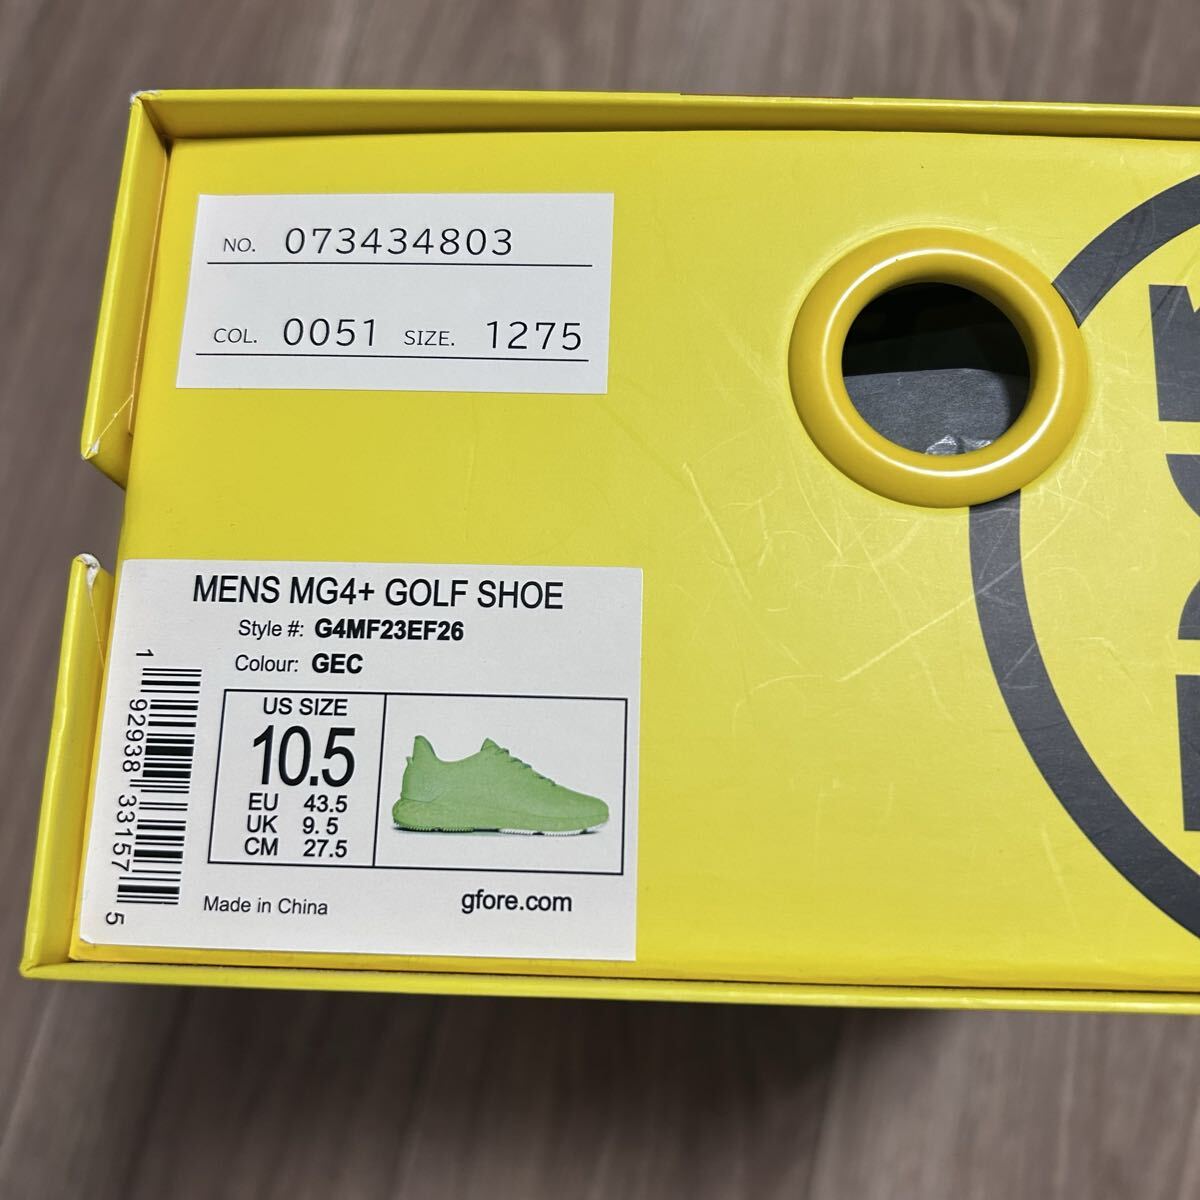 NO. 073434803
COL. 0051 SIZE. 1275
MENS MG4+ GOLF SHOE
Style #: G4MF23EF26
Colour: GEC
US SIZE
10.5
EU 43.5
UK 9.5
CM 27.5
1 92938 33157 5
Made in China
gfore.com